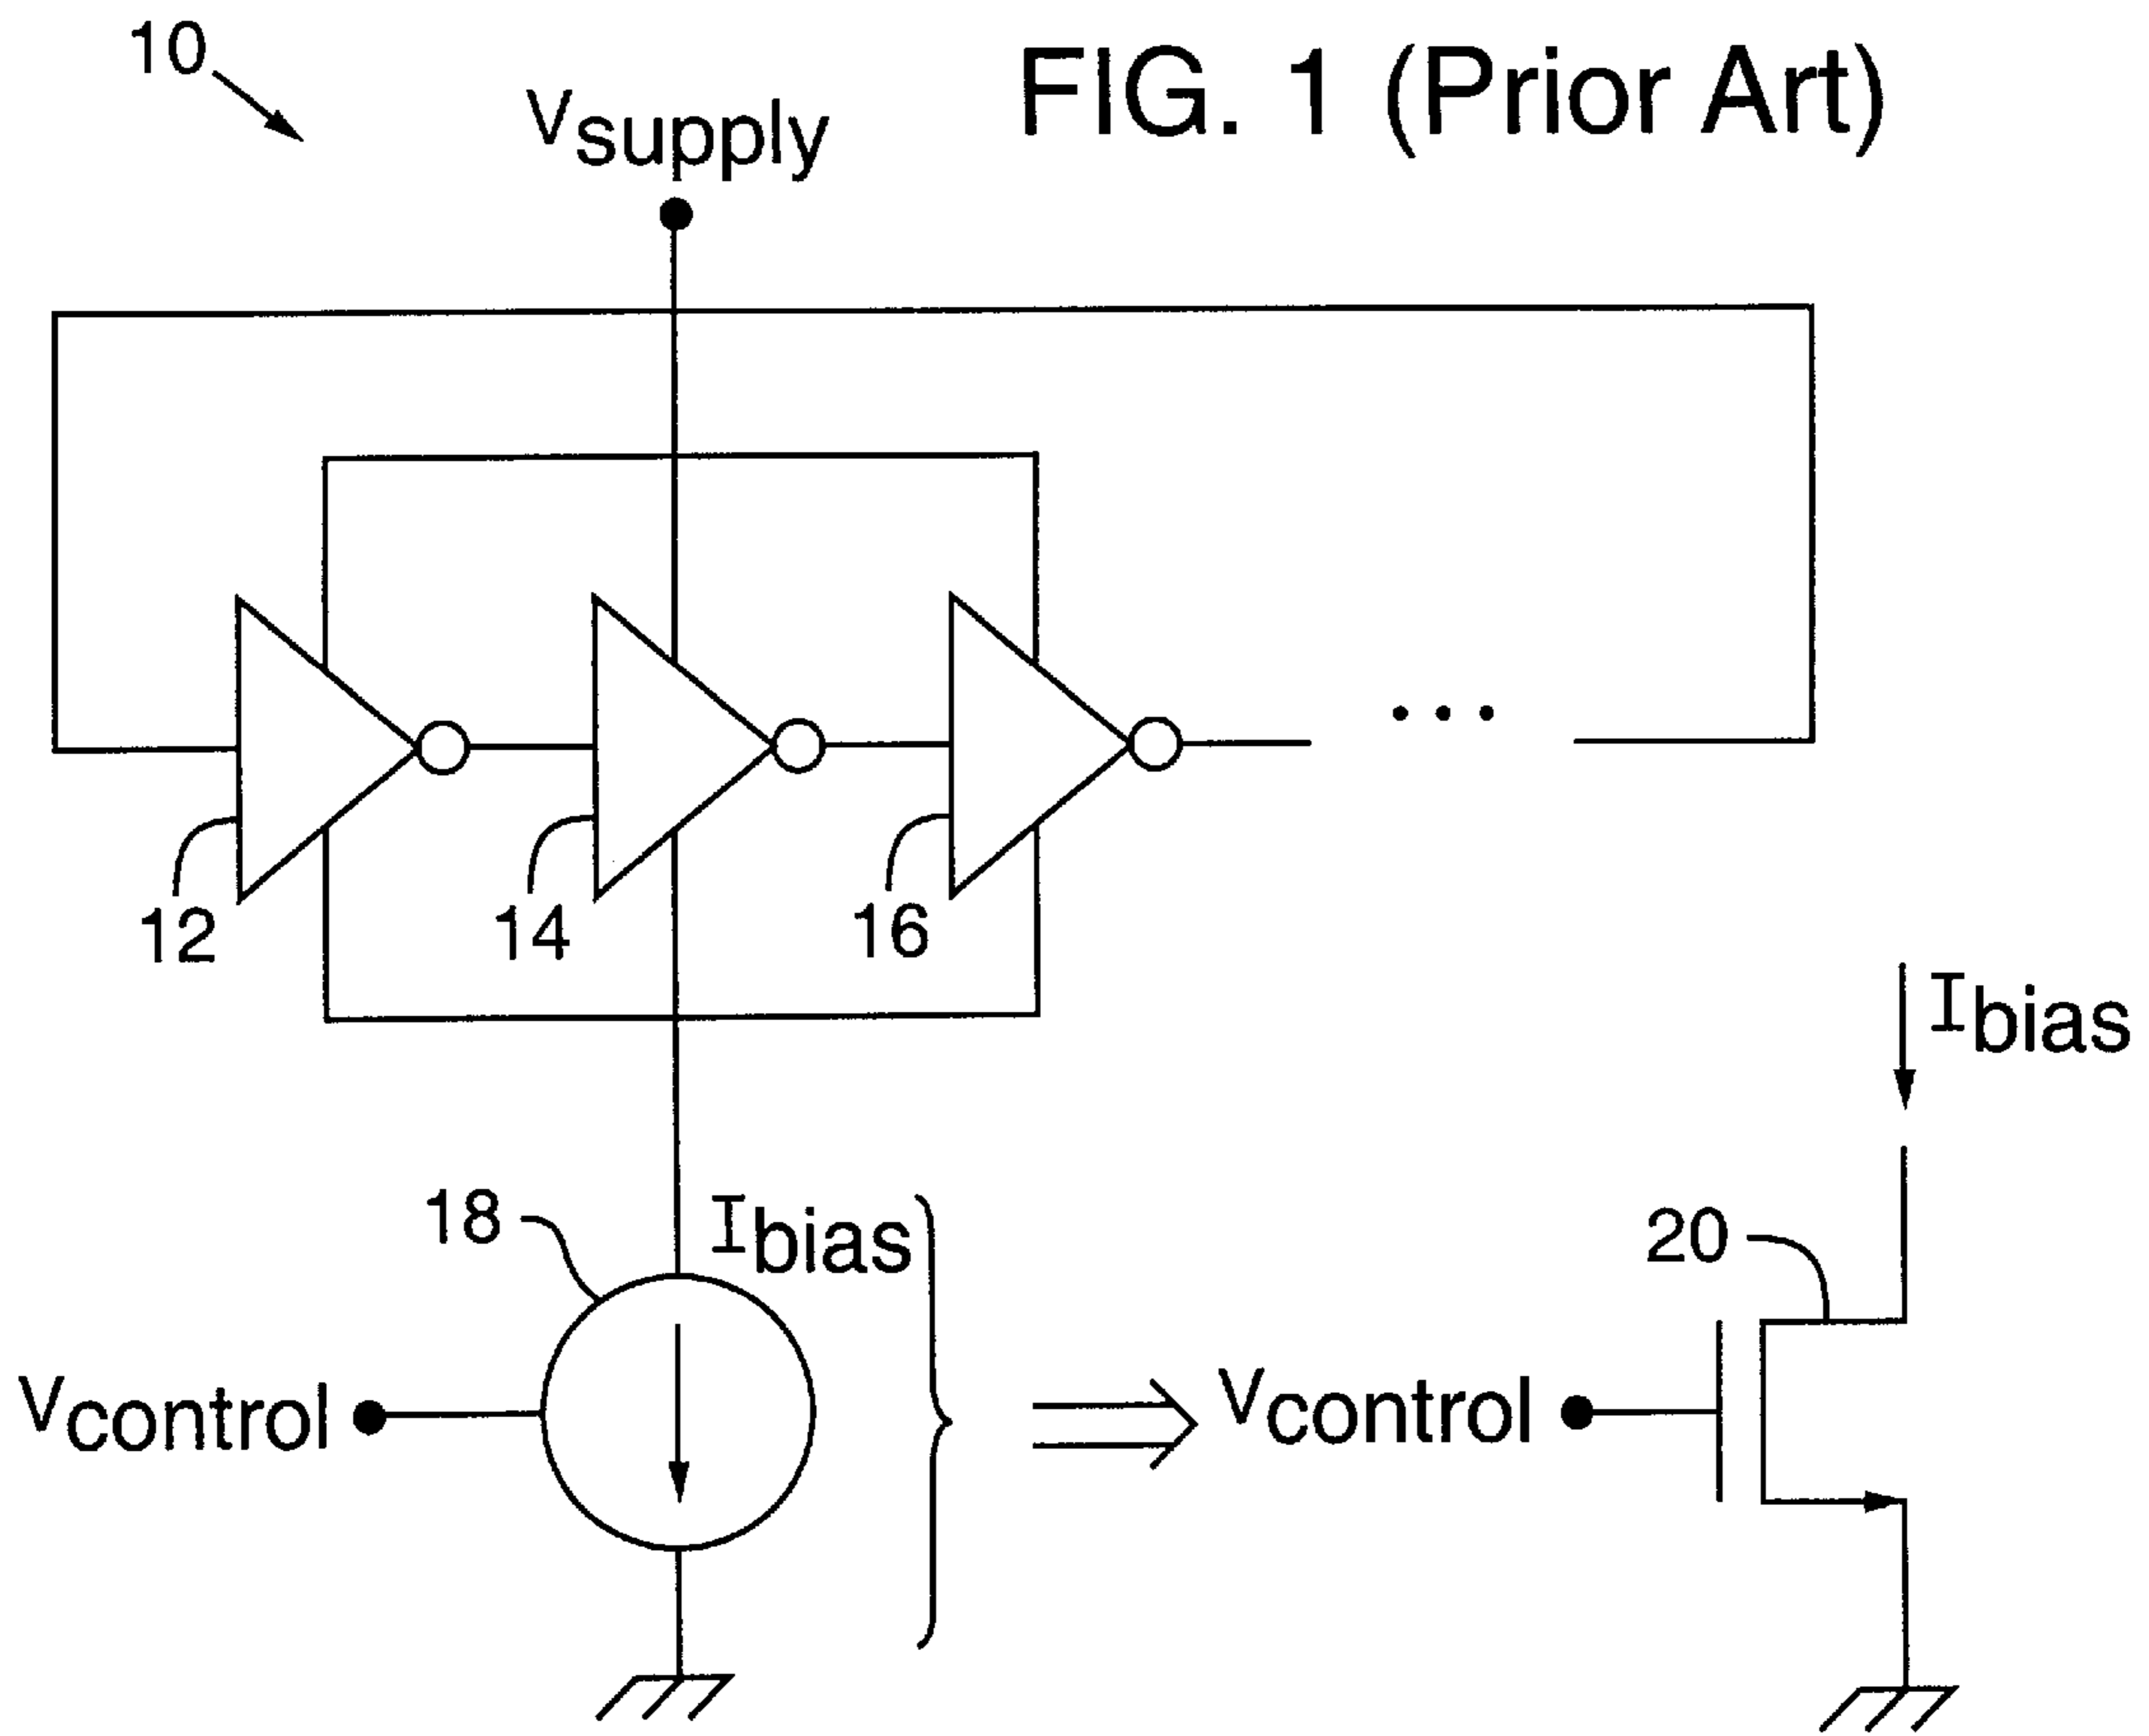 10
FIG. 1 (Prior Art)
Vsupply
12
14
16
Ibias
18
Ibias
20
Vcontrol
Vcontrol